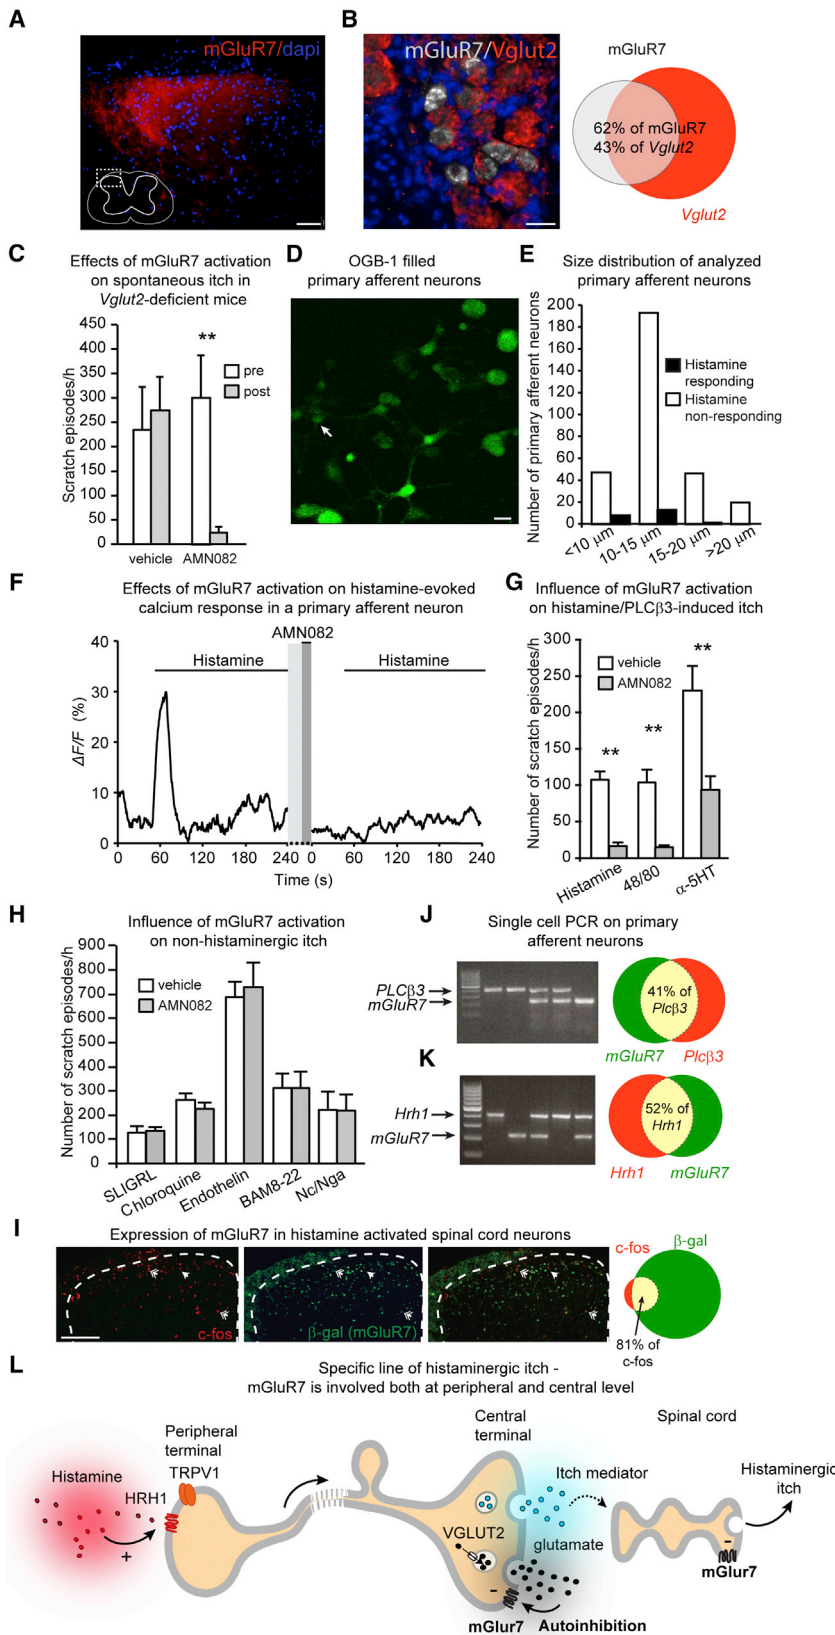 A
mGluR7/dapi
B
mGluR7/Vglut2
mGluR7
62% of mGluR7
43% of Vglut2
Vglut2
C
Effects of mGluR7 activation
on spontaneous itch in
Vglut2-deficient mice
Scratch episodes/h
450
400
350
300
250
200
150
100
50
0
**
pre
post
vehicle
AMN082
D
OGB-1 filled
primary afferent neurons
E
Size distribution of analyzed
primary afferent neurons
Number of primary afferent neurons
200
180
160
140
120
100
80
60
40
20
0
Histamine
responding
Histamine
non-responding
<10 μm
10-15 μm
15-20 μm
>20 μm
F
Effects of mGluR7 activation on histamine-evoked
calcium response in a primary afferent neuron
AMN082
Histamine
Histamine
ΔF/F (%)
40
30
20
10
0
0
60
120
180
240
0
60
120
180
240
Time (s)
G
Influence of mGluR7 activation
on histamine/PLCβ3-induced itch
Number of scratch episodes/h
300
250
200
150
100
50
0
vehicle
AMN082
**
**
**
Histamine
48/80
α-5HT
H
Influence of mGluR7 activation
on non-histaminergic itch
Number of scratch episodes/h
900
800
700
600
500
400
300
200
100
0
vehicle
AMN082
SLIGRL
Chloroquine
Endothelin
BAM8-22
Nc/Nga
J
Single cell PCR on primary
afferent neurons
PLCβ3
mGluR7
41% of
Plcβ3
mGluR7
Plcβ3
K
Hrh1
mGluR7
52% of
Hrh1
Hrh1
mGluR7
I
Expression of mGluR7 in histamine activated spinal cord neurons
c-fos
β-gal (mGluR7)
c-fos
β-gal
81% of
c-fos
L
Specific line of histaminergic itch -
mGluR7 is involved both at peripheral and central level
Peripheral
terminal
TRPV1
Histamine
HRH1
+
Central
terminal
Spinal cord
Itch mediator
Histaminergic
itch
VGLUT2
glutamate
-
mGlur7
-
mGlur7
Autoinhibition